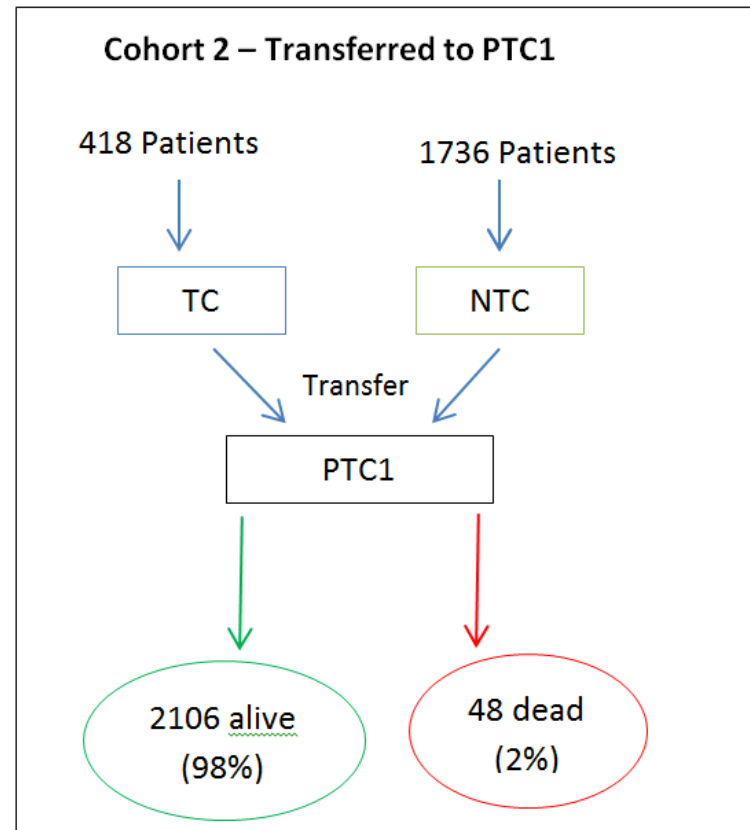 Cohort 2 – Transferred to PTC1
418 Patients
1736 Patients
TC
NTC
Transfer
PTC1
2106 alive
(98%)
48 dead
(2%)